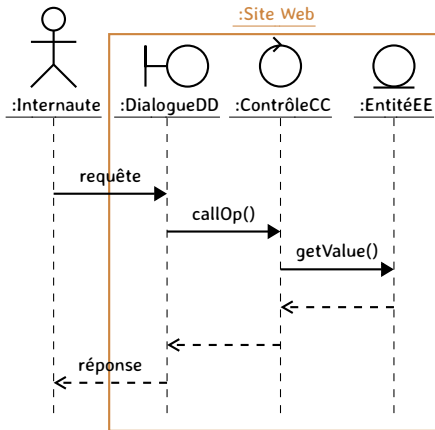 :Site Web
:Internaute
:DialogueDD
:ContrôleCC
:EntitéEE
requête
callOp()
getValue()
réponse